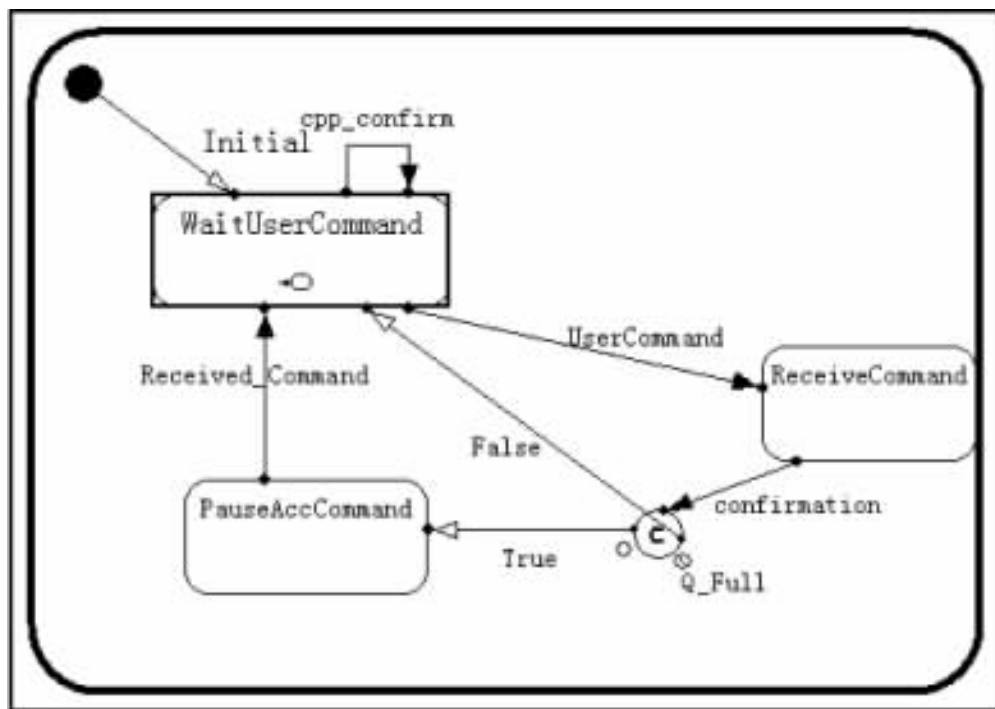 cpp_confirm
Initial
WaitUserCommand
UserCommand
Received_Command
ReceiveCommand
False
PauseAccCommand
confirmation
C
True
Q_Full